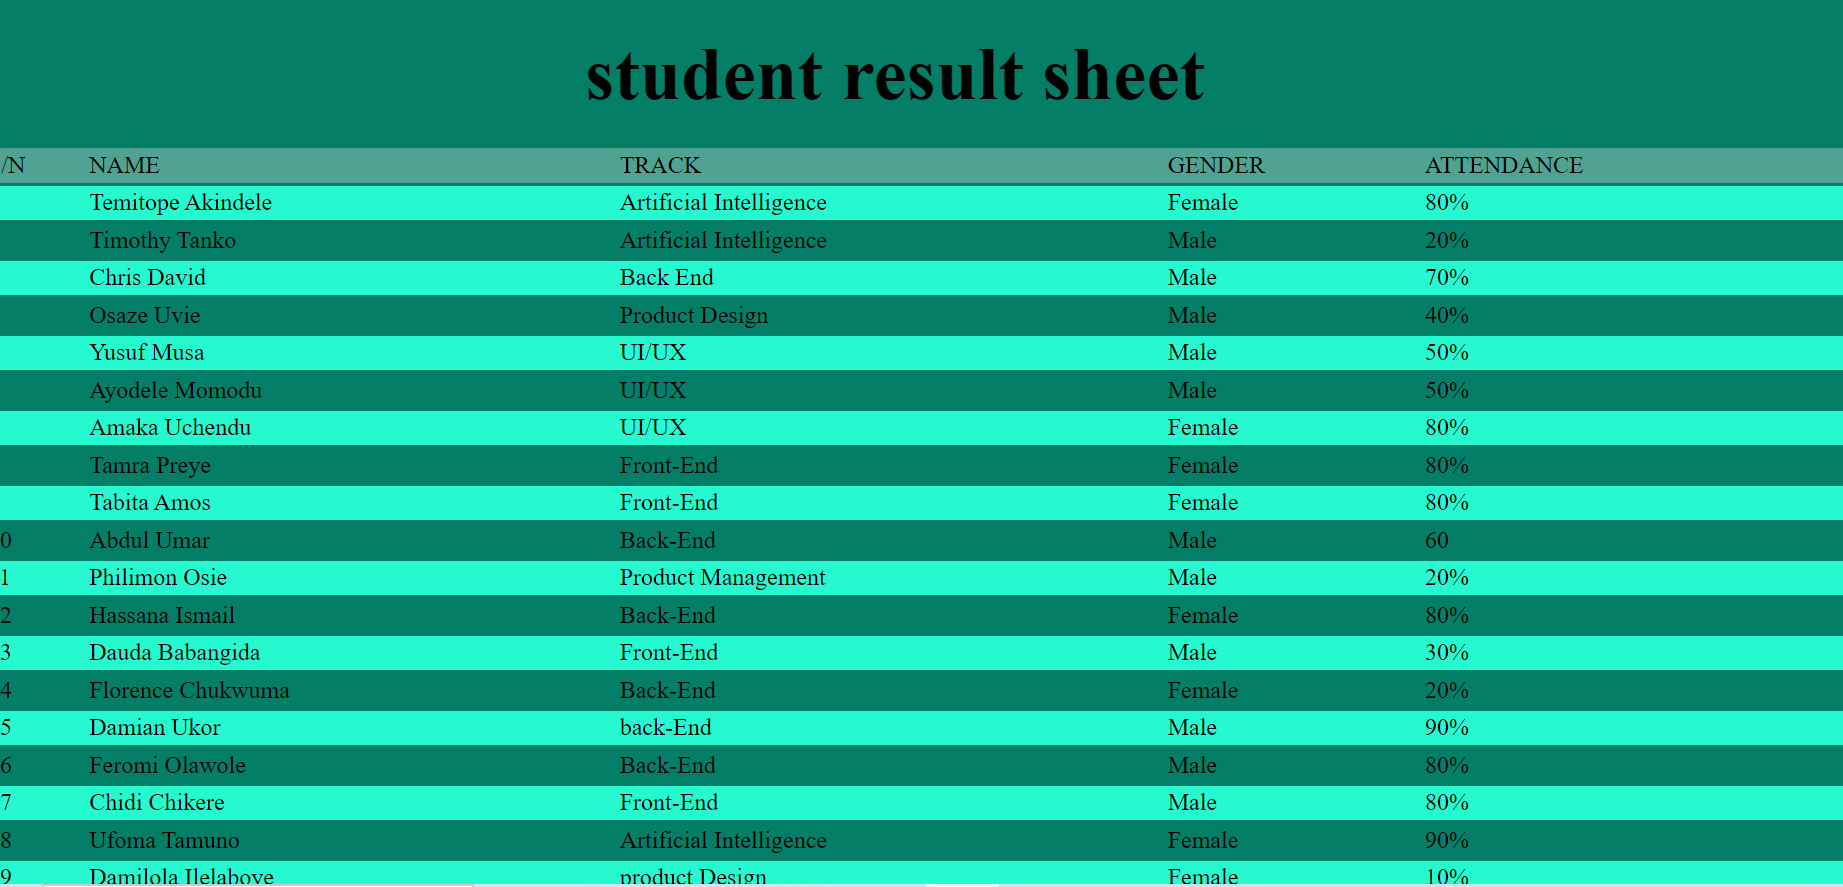 student result sheet
/N NAME TRACK GENDER ATTENDANCE
Temitope Akindele Artificial Intelligence Female 80%
Timothy Tanko Artificial Intelligence Male 20%
Chris David Back End Male 70%
Osaze Uvie Product Design Male 40%
Yusuf Musa UI/UX Male 50%
Ayodele Momodu UI/UX Male 50%
Amaka Uchendu UI/UX Female 80%
Tamra Preye Front-End Female 80%
Tabita Amos Front-End Female 80%
0 Abdul Umar Back-End Male 60
1 Philimon Osie Product Management Male 20%
2 Hassana Ismail Back-End Female 80%
3 Dauda Babangida Front-End Male 30%
4 Florence Chukwuma Back-End Female 20%
5 Damian Ukor back-End Male 90%
6 Feromi Olawole Back-End Male 80%
7 Chidi Chikere Front-End Male 80%
8 Ufoma Tamuno Artificial Intelligence Female 90%
9 Damilola Ilelaboye product Design Female 10%